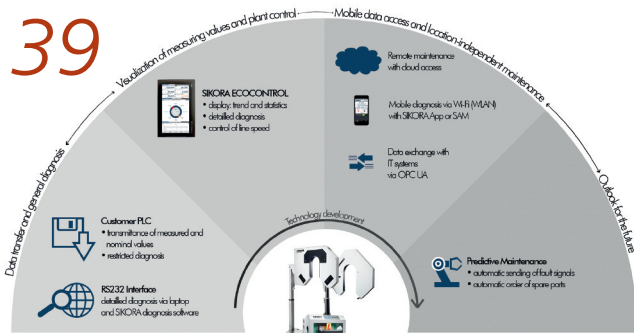 39
Data transfer and general diagnosis
Visualization of measuring values and plant control
Mobile data access and location-independent maintenance
Outlook for the future
SIKORA ECOCONTROL
• display: trend and statistics
• detailled diagnosis
• control of line speed
Remote maintenance
with cloud access
Mobile diagnosis via Wi-Fi (WLAN)
with SIKORA App or SAM
Data exchange with
IT systems
via OPC UA
Customer PLC
• transmittance of measured and
nominal values
• restricted diagnosis
RS232 Interface
detailled diagnosis via laptop
and SIKORA diagnosis software
Technology development
Predictive Maintenance
• automatic sending of fault signals
• automatic order of spare parts